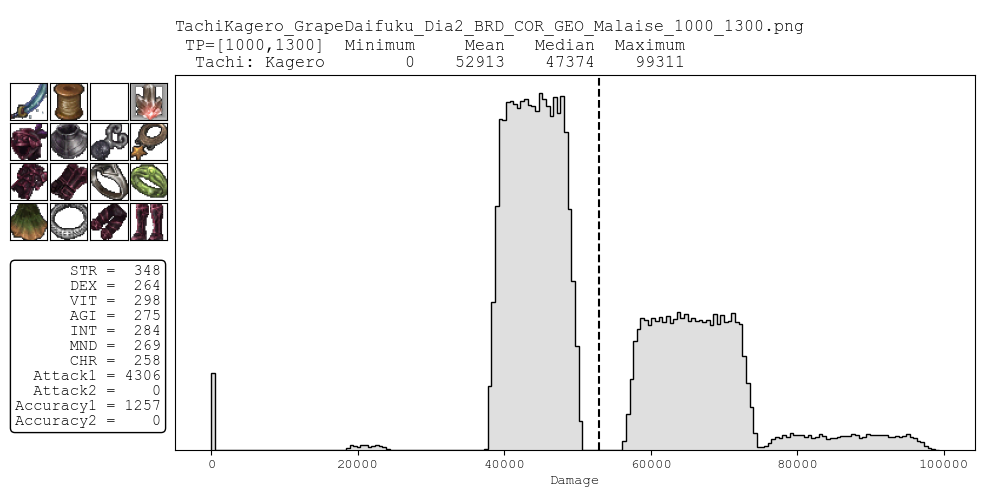 TachiKagero_GrapeDaifuku_Dia2_BRD_COR_GEO_Malaise_1000_1300.png
TP=[1000,1300] Minimum Mean Median Maximum
Tachi: Kagero 0 52913 47374 99311
STR = 348
DEX = 264
VIT = 298
AGI = 275
INT = 284
MND = 269
CHR = 258
Attack1 = 4306
Attack2 = 0
Accuracy1 = 1257
Accuracy2 = 0
0 20000 40000 60000 80000 100000
Damage